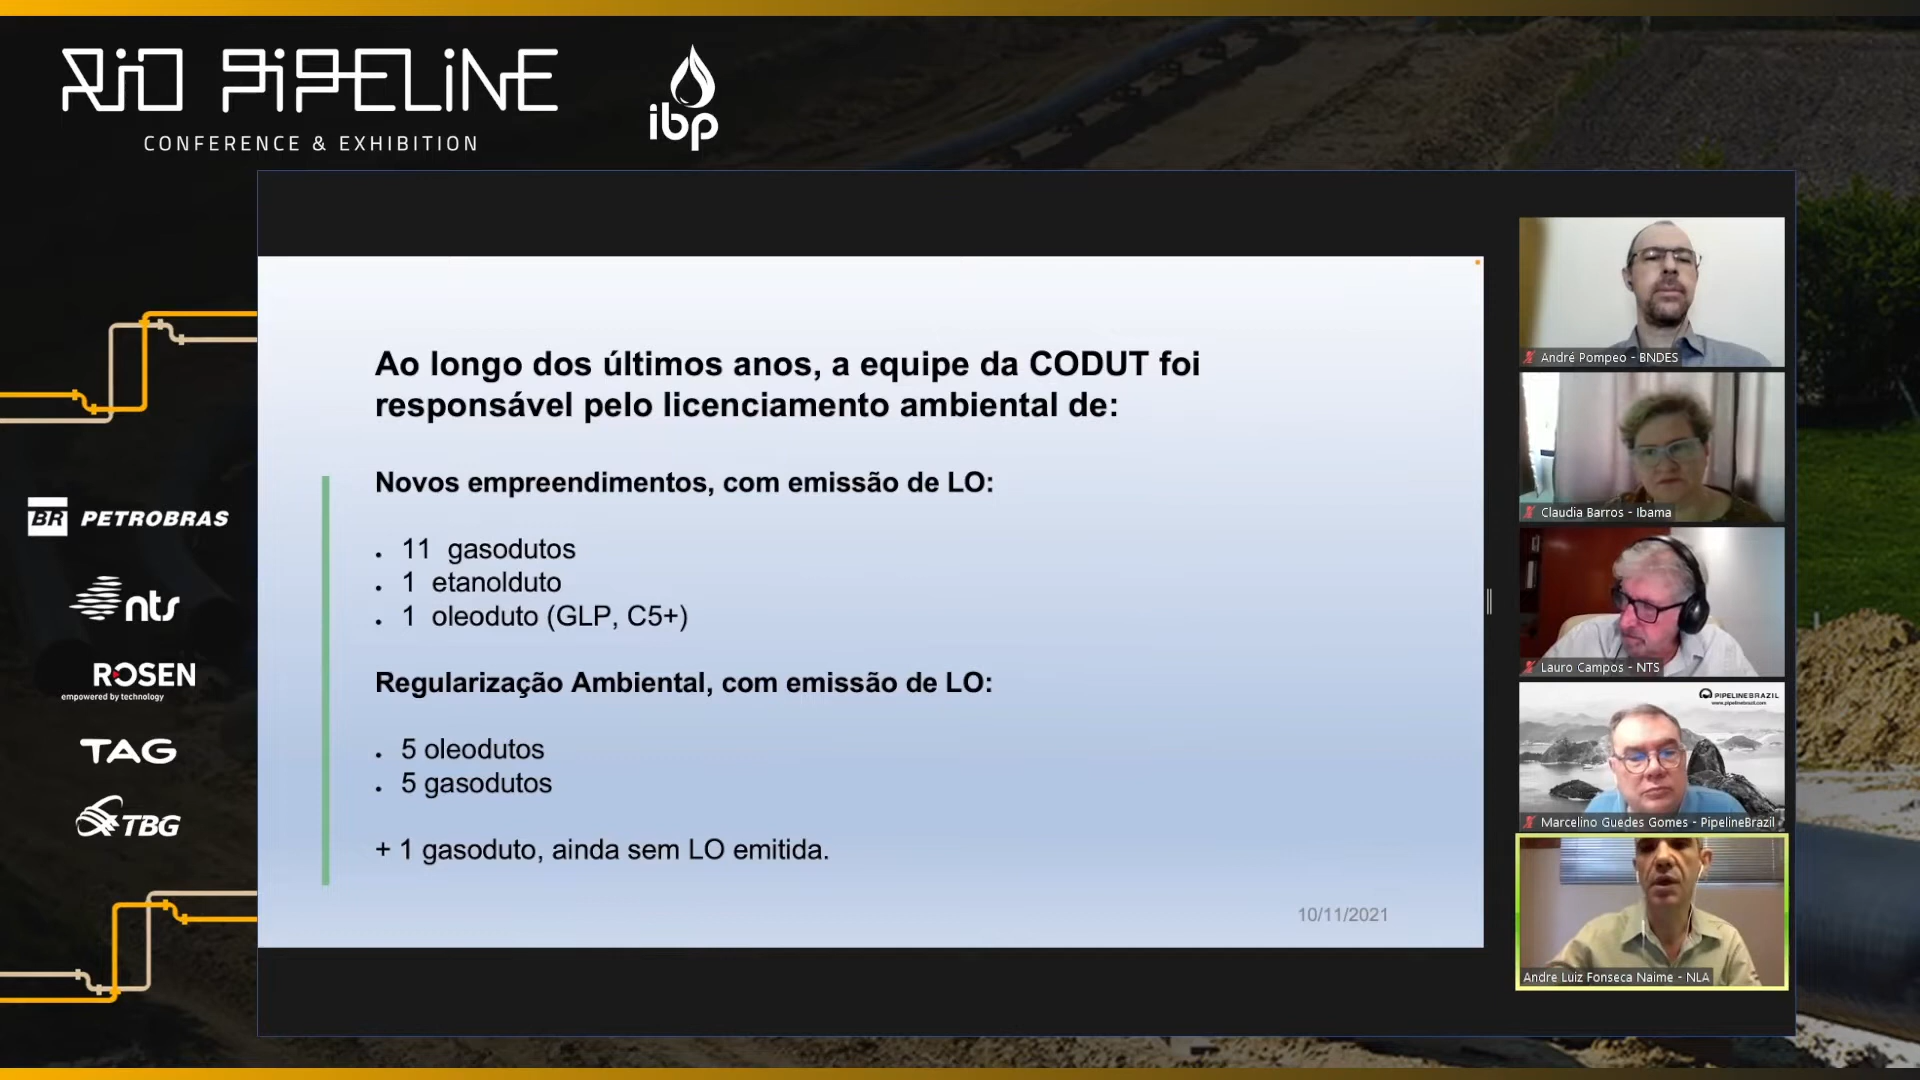 RIO PIPELINE
CONFERENCE & EXHIBITION
ibp
BR PETROBRAS
nts
ROSEN
empowered by technology
TAG
TBG
Ao longo dos últimos anos, a equipe da CODUT foi
responsável pelo licenciamento ambiental de:
Novos empreendimentos, com emissão de LO:
• 11 gasodutos
• 1 etanolduto
• 1 oleoduto (GLP, C5+)
Regularização Ambiental, com emissão de LO:
• 5 oleodutos
• 5 gasodutos
+ 1 gasoduto, ainda sem LO emitida.
10/11/2021
André Pompeo - BNDES
Claudia Barros - Ibama
Lauro Campos - NTS
PIPELINEBRAZIL
www.pipelinebrazil.com
Marcelino Guedes Gomes - PipelineBrazil
Andre Luiz Fonseca Naime - NLA